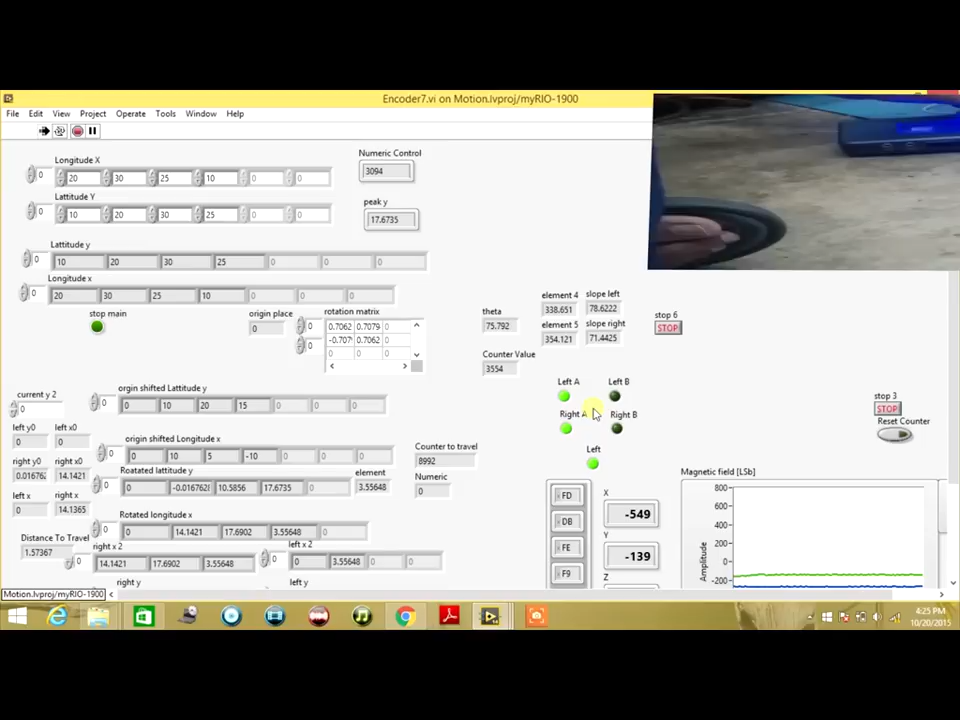 Encoder7.vi on Motion.lvproj/myRIO-1900
File Edit View Project Operate Tools Window Help
Longitude X
0 20 30 25 10 0 0
Numeric Control
3094
Lattitude Y
0 10 20 30 25 0 0
peak y
17.6735
Lattitude y
0 10 20 30 25 0 0 0
Longitude x
0 20 30 25 10 0 0 0
stop main
origin place
0
rotation matrix
0 0.7062 0.7079 0
0 -0.707 0.7062 0
0 0 0
theta
75.792
element 4
338.651
slope left
78.6222
element 5
354.121
slope right
71.4425
stop 6
STOP
Counter Value
3554
Left A Left B
Right A Right B
Left
stop 3
STOP
Reset Counter
current y 2
0
orgin shifted Lattitude y
0 0 10 20 15 0 0 0
left y0 left x0
0 0
origin shifted Longitude x
0 0 10 5 -10 0 0 0
Counter to travel
8992
right y0 right x0
0.01676 14.1421
Roatated lattitude y
0 0 -0.016762 10.5856 17.6735 0
element
3.55648
Numeric
0
left x right x
0 14.1365
Rotated longitude x
0 0 14.1421 17.6902 3.55648 0
Distance To Travel
1.57367
right x 2
0 14.1421 17.6902 3.55648
left x 2
0 0 3.55648 0 0
right y
left y
FD
DB
FE
F9
X
-549
Y
-139
Z
Magnetic field [LSb]
Amplitude
800
600
400
200
0
-200
Motion.lvproj/myRIO-1900
4:25 PM
10/20/2015